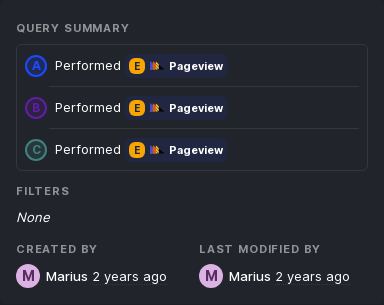 QUERY SUMMARY
A Performed E Pageview
B Performed E Pageview
C Performed E Pageview
FILTERS
None
CREATED BY LAST MODIFIED BY
M Marius 2 years ago M Marius 2 years ago